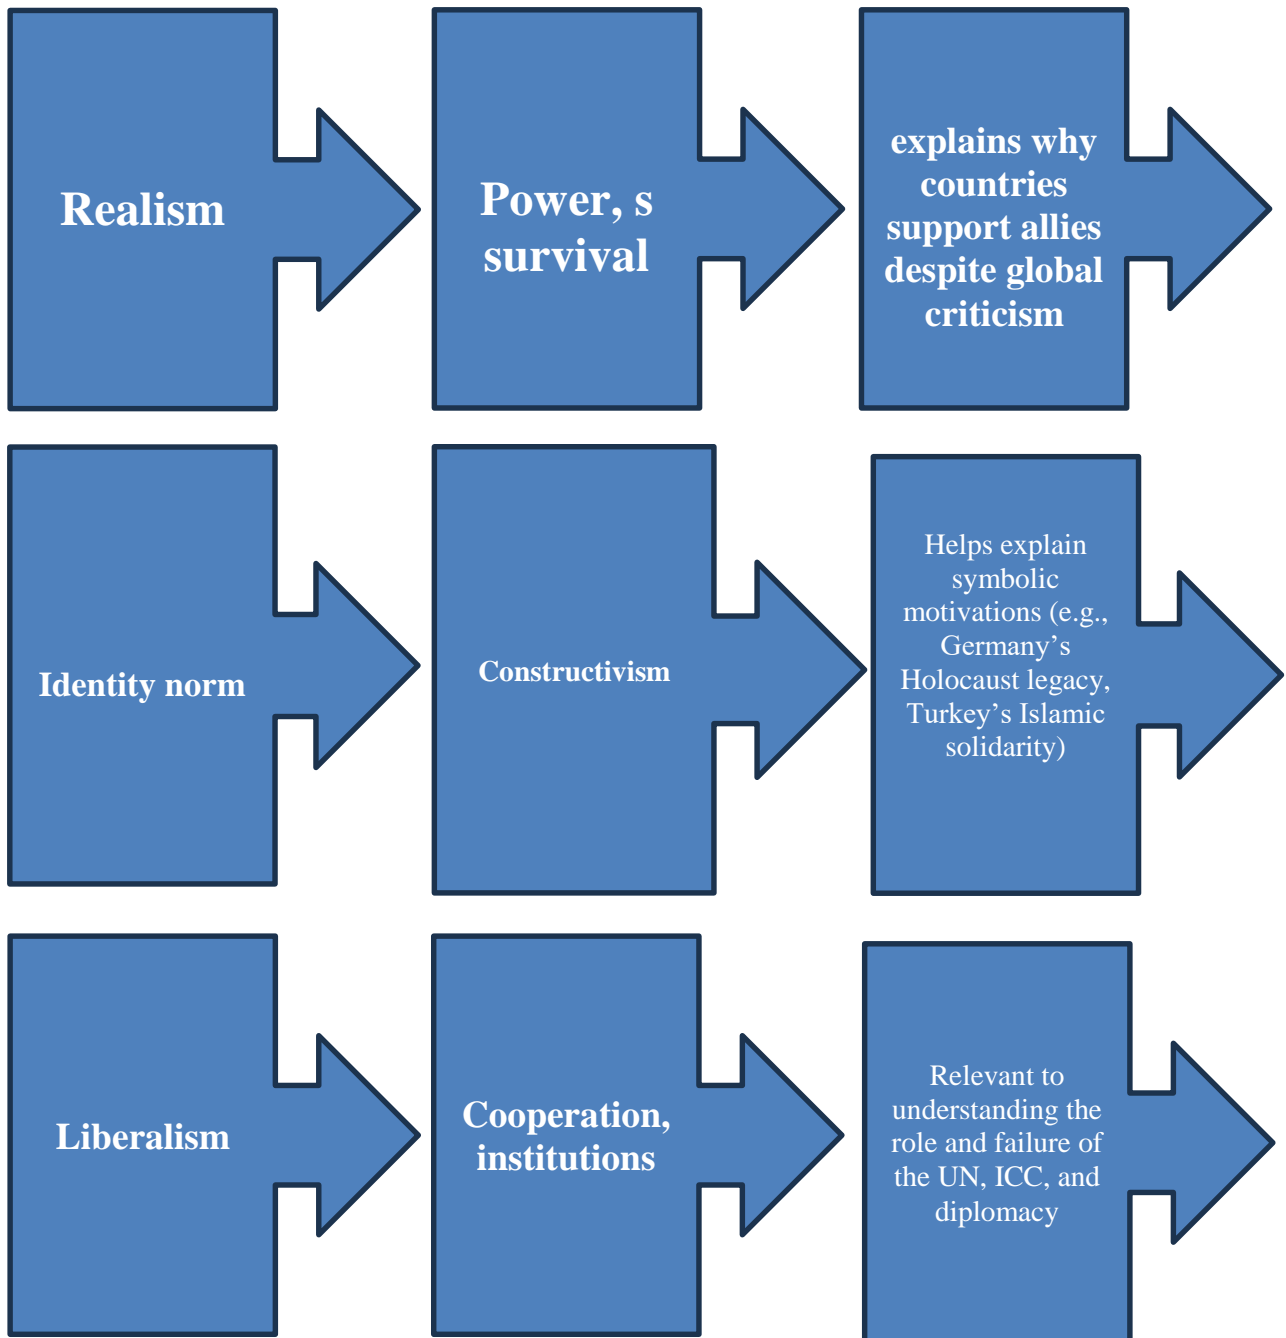 Realism
Power, s
survival
explains why
countries
support allies
despite global
criticism
Identity norm
Constructivism
Helps explain
symbolic
motivations (e.g.,
Germany’s
Holocaust legacy,
Turkey’s Islamic
solidarity)
Liberalism
Cooperation,
institutions
Relevant to
understanding the
role and failure of
the UN, ICC, and
diplomacy